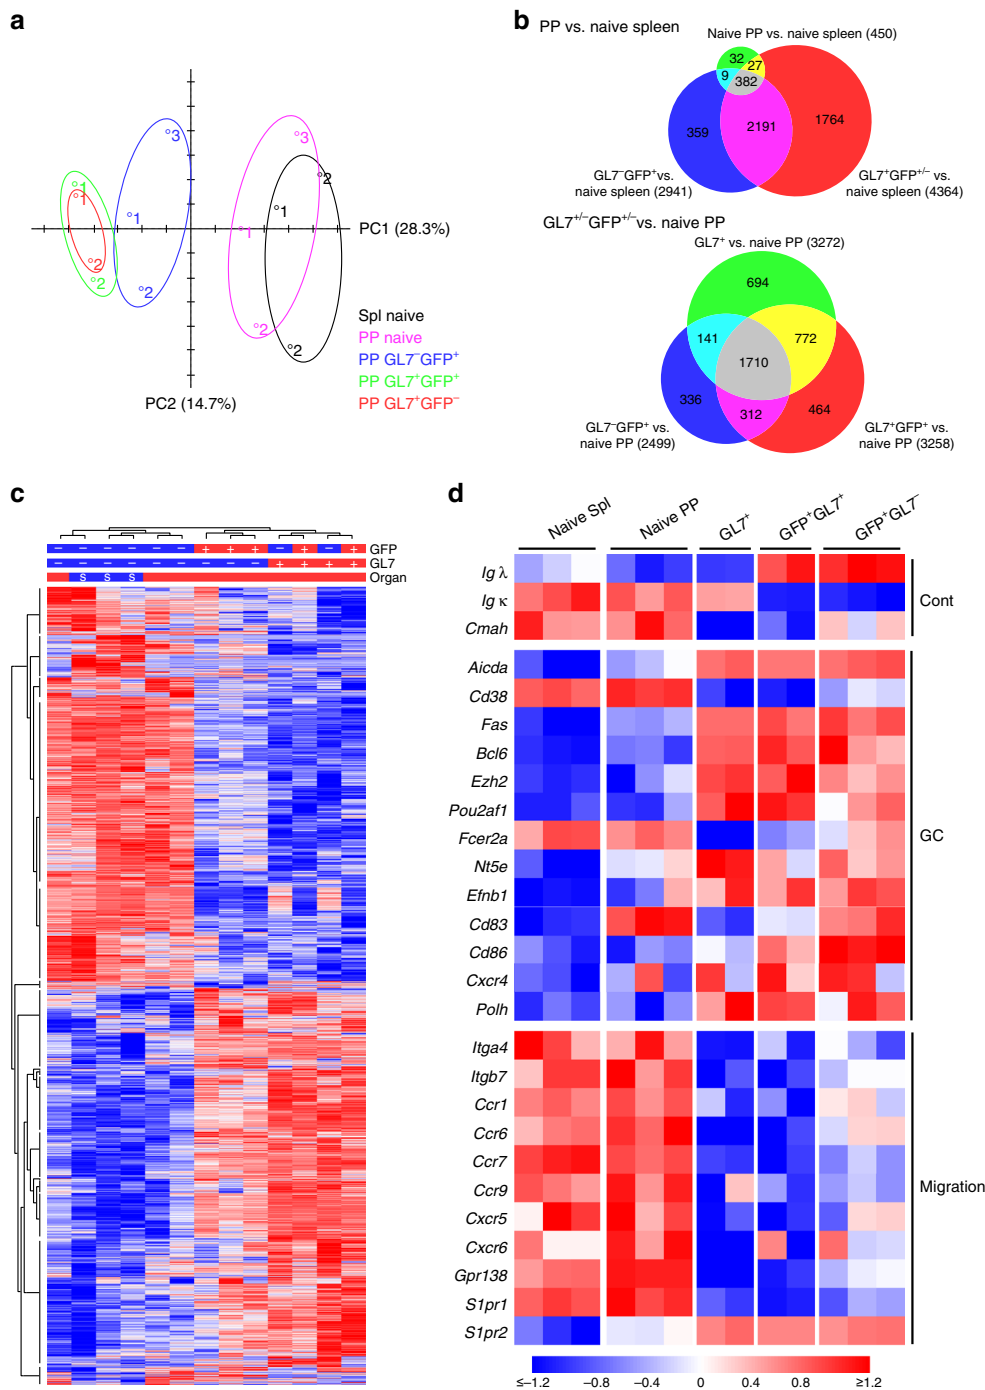 a
°3
°3
°2
°1
°1
°1
°1
°1
°2
°2
°2
°2
°2
PC1 (28.3%)
PC2 (14.7%)
Spl naive
PP naive
PP GL7⁻GFP⁺
PP GL7⁺GFP⁺
PP GL7⁺GFP⁻
b
PP vs. naive spleen
Naive PP vs. naive spleen (450)
32
9
27
382
359
2191
1764
GL7⁻GFP⁺vs.
naive spleen (2941)
GL7⁺GFP⁺/⁻ vs.
naive spleen (4364)
GL7⁺/⁻GFP⁺/⁻vs. naive PP
GL7⁺ vs. naive PP (3272)
694
141
772
1710
336
312
464
GL7⁻GFP⁺ vs.
naive PP (2499)
GL7⁺GFP⁺ vs.
naive PP (3258)
c
− − − − − − + + + − + − + GFP
− − − − − − − − − + + + + GL7
S S S Organ
d
Naive Spl
Naive PP
GL7⁺
GFP⁺GL7⁺
GFP⁺GL7⁻
Ig λ
Ig κ
Cmah
Cont
Aicda
Cd38
Fas
Bcl6
Ezh2
Pou2af1
Fcer2a
Nt5e
Efnb1
Cd83
Cd86
Cxcr4
Polh
GC
Itga4
Itgb7
Ccr1
Ccr6
Ccr7
Ccr9
Cxcr5
Cxcr6
Gpr138
S1pr1
S1pr2
Migration
≤−1.2 −0.8 −0.4 0 0.4 0.8 ≥1.2